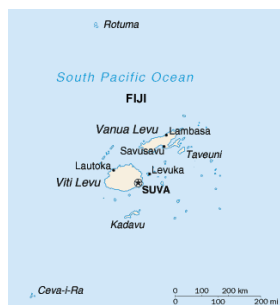 Rotuma
South Pacific Ocean
FIJI
Vanua Levu
Lambasa
Savusavu
Taveuni
Lautoka
Levuka
Viti Levu
SUVA
Kadavu
Ceva-i-Ra
0 100 200 km
0 100 200 mi